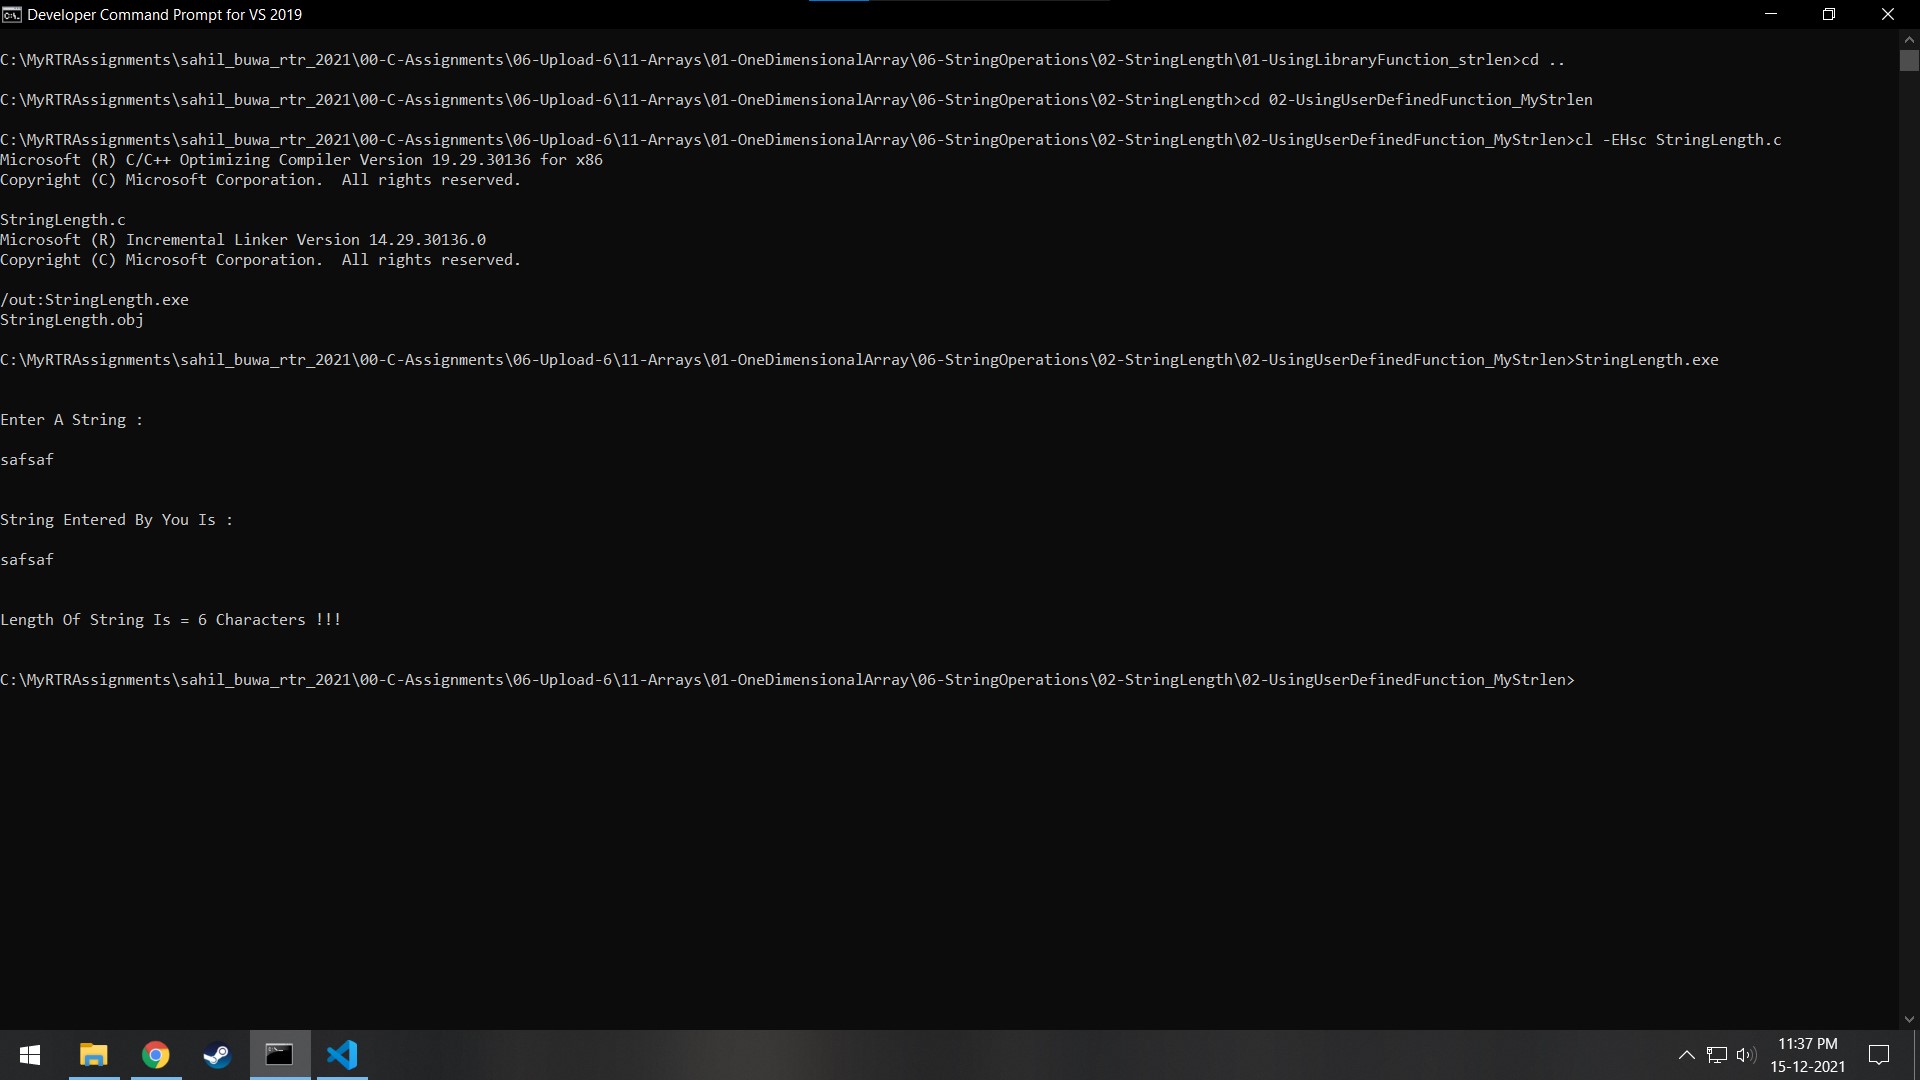 Developer Command Prompt for VS 2019
C:\MyRTRAssignments\sahil_buwa_rtr_2021\00-C-Assignments\06-Upload-6\11-Arrays\01-OneDimensionalArray\06-StringOperations\02-StringLength\01-UsingLibraryFunction_strlen>cd ..
C:\MyRTRAssignments\sahil_buwa_rtr_2021\00-C-Assignments\06-Upload-6\11-Arrays\01-OneDimensionalArray\06-StringOperations\02-StringLength>cd 02-UsingUserDefinedFunction_MyStrlen
C:\MyRTRAssignments\sahil_buwa_rtr_2021\00-C-Assignments\06-Upload-6\11-Arrays\01-OneDimensionalArray\06-StringOperations\02-StringLength\02-UsingUserDefinedFunction_MyStrlen>cl -EHsc StringLength.c
Microsoft (R) C/C++ Optimizing Compiler Version 19.29.30136 for x86
Copyright (C) Microsoft Corporation.  All rights reserved.
StringLength.c
Microsoft (R) Incremental Linker Version 14.29.30136.0
Copyright (C) Microsoft Corporation.  All rights reserved.
/out:StringLength.exe
StringLength.obj
C:\MyRTRAssignments\sahil_buwa_rtr_2021\00-C-Assignments\06-Upload-6\11-Arrays\01-OneDimensionalArray\06-StringOperations\02-StringLength\02-UsingUserDefinedFunction_MyStrlen>StringLength.exe
Enter A String :
safsaf
String Entered By You Is :
safsaf
Length Of String Is = 6 Characters !!!
C:\MyRTRAssignments\sahil_buwa_rtr_2021\00-C-Assignments\06-Upload-6\11-Arrays\01-OneDimensionalArray\06-StringOperations\02-StringLength\02-UsingUserDefinedFunction_MyStrlen>
11:37 PM
15-12-2021